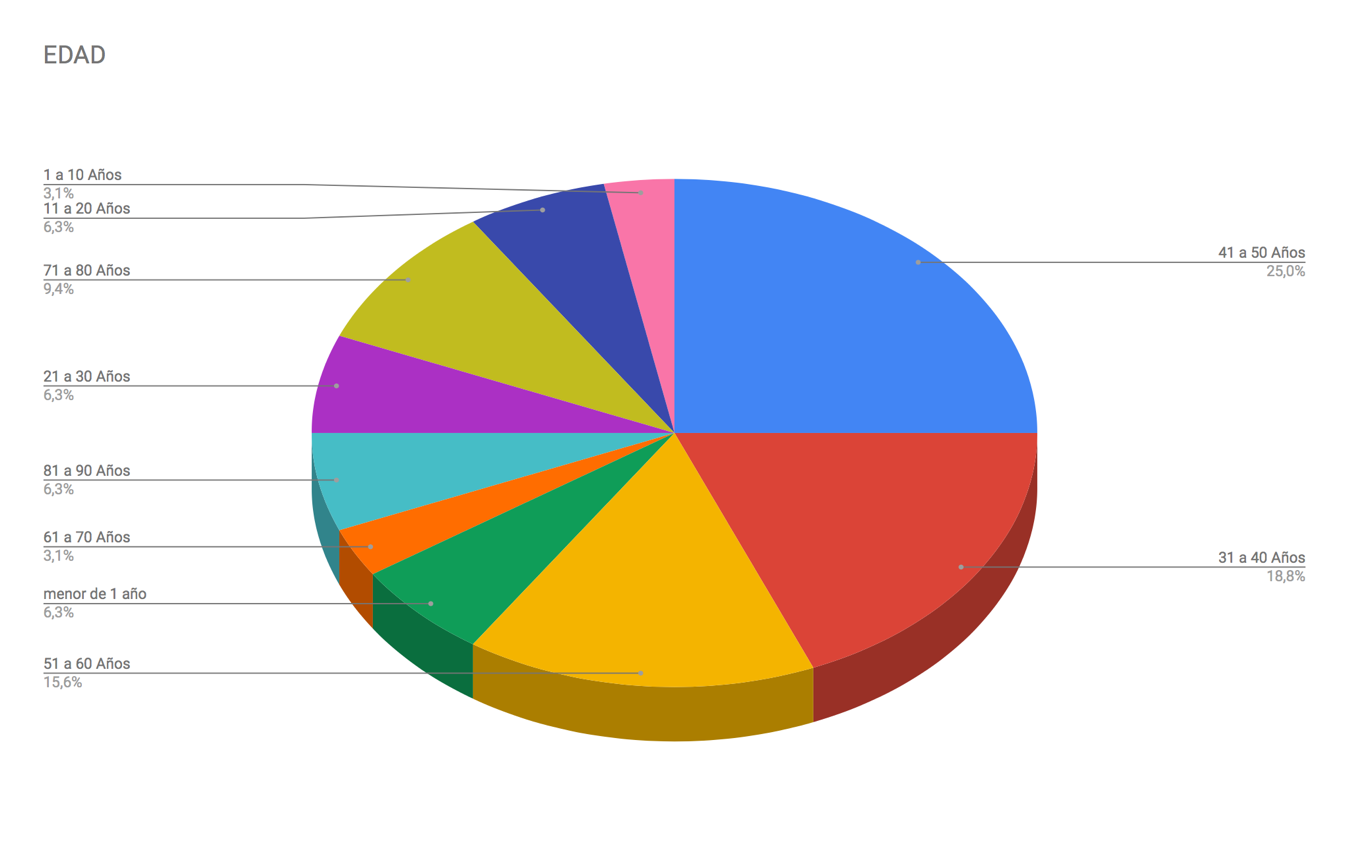 EDAD
1 a 10 Años
3,1%
11 a 20 Años
6,3%
71 a 80 Años
9,4%
21 a 30 Años
6,3%
81 a 90 Años
6,3%
61 a 70 Años
3,1%
menor de 1 año
6,3%
51 a 60 Años
15,6%
41 a 50 Años
25,0%
31 a 40 Años
18,8%